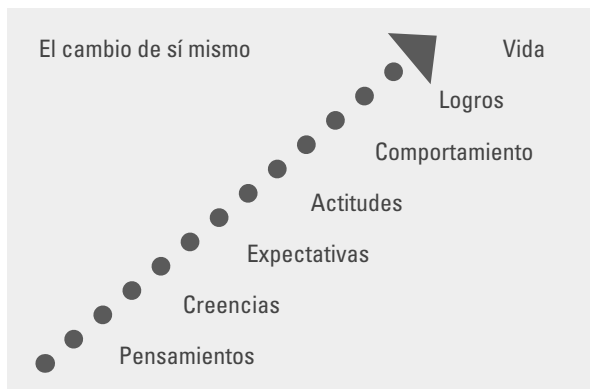 El cambio de sí mismo
Vida
Logros
Comportamiento
Actitudes
Expectativas
Creencias
Pensamientos